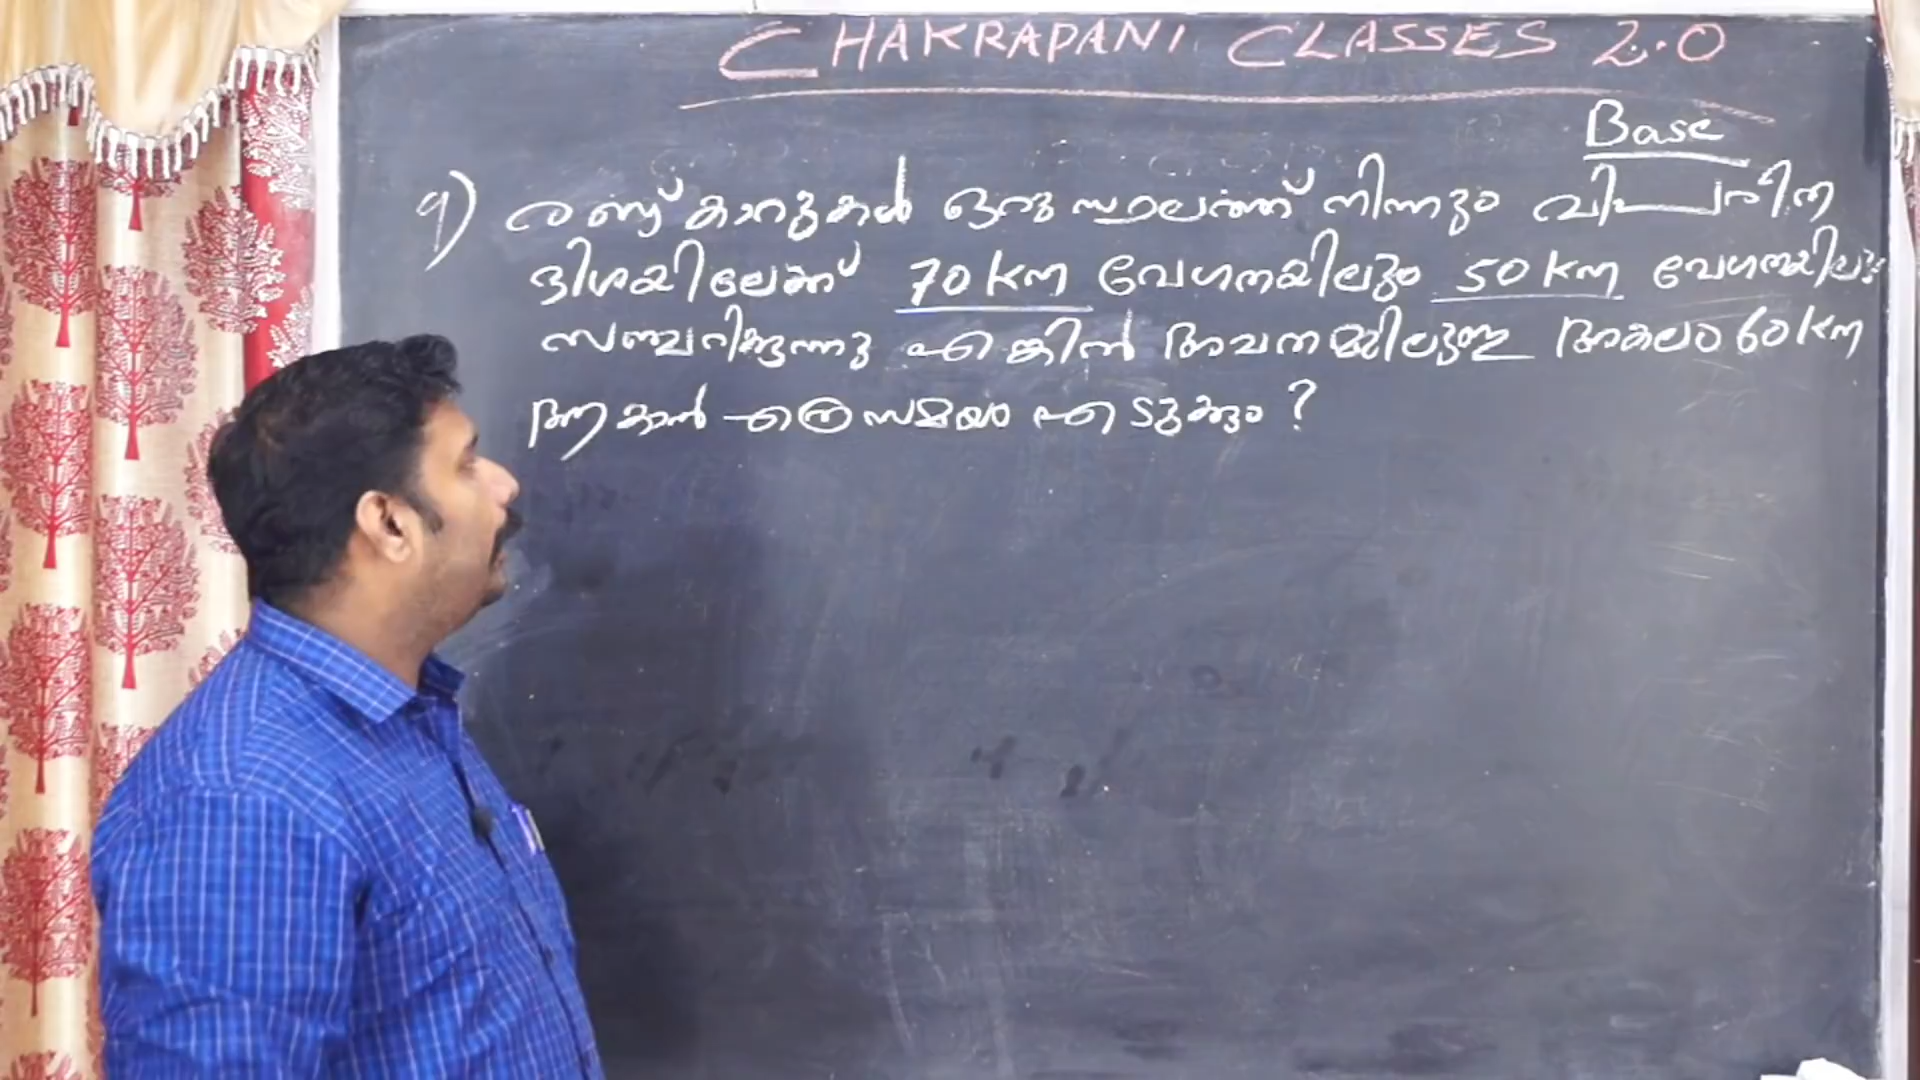 CHAKRAPANI CLASSES 2.0
Base
9) രണ്ട് കാറുകൾ ഒരു സ്ഥലത്ത് നിന്നും വിപരീത
ദിശയിലേക്ക് 70 km വേഗതയിലും 50 km വേഗതയിലും
സഞ്ചരിക്കുന്നു എങ്കിൽ അവ തമ്മിലുള്ള അകലം 60 km
ആകാൻ എത്ര സമയം എടുക്കും?